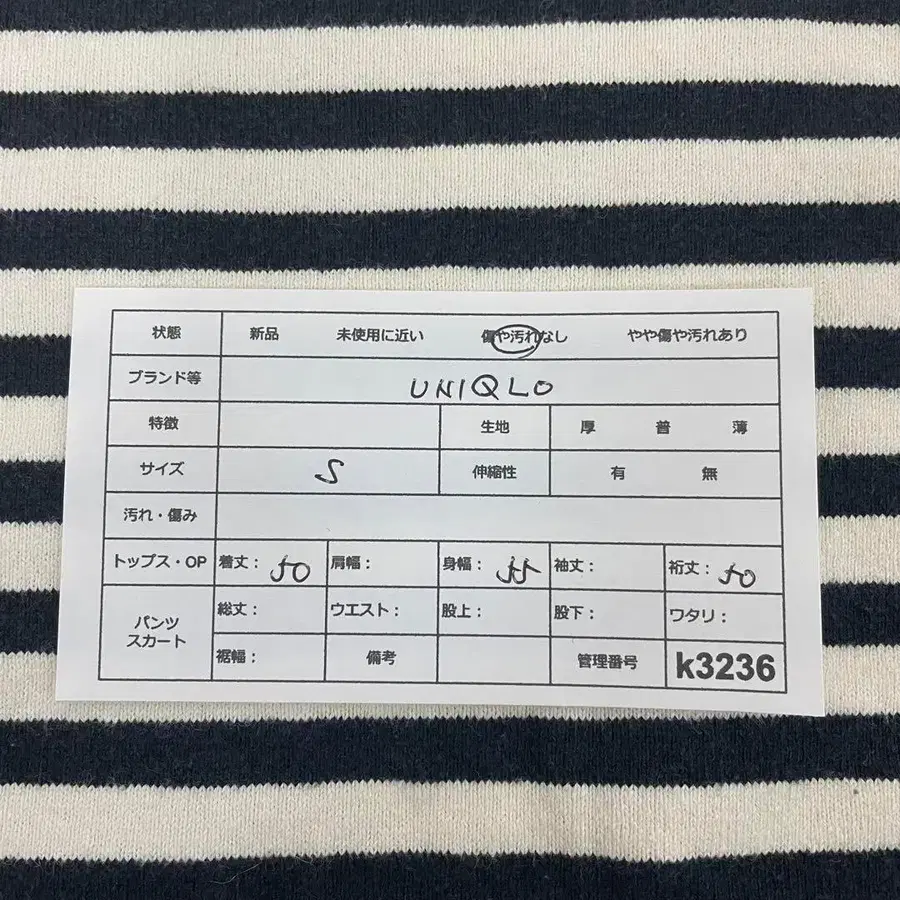 状態 新品 未使用に近い 傷や汚れなし やや傷や汚れあり
ブランド等 UNIQLO
特徴 生地 厚 普 薄
サイズ S 伸縮性 有 無
汚れ・傷み
トップス・OP 着丈： 50 肩幅： 身幅： 55 袖丈： 裄丈： 50
パンツ スカート 総丈： ウエスト： 股上： 股下： ワタリ：
裾幅： 備考 管理番号 k3236